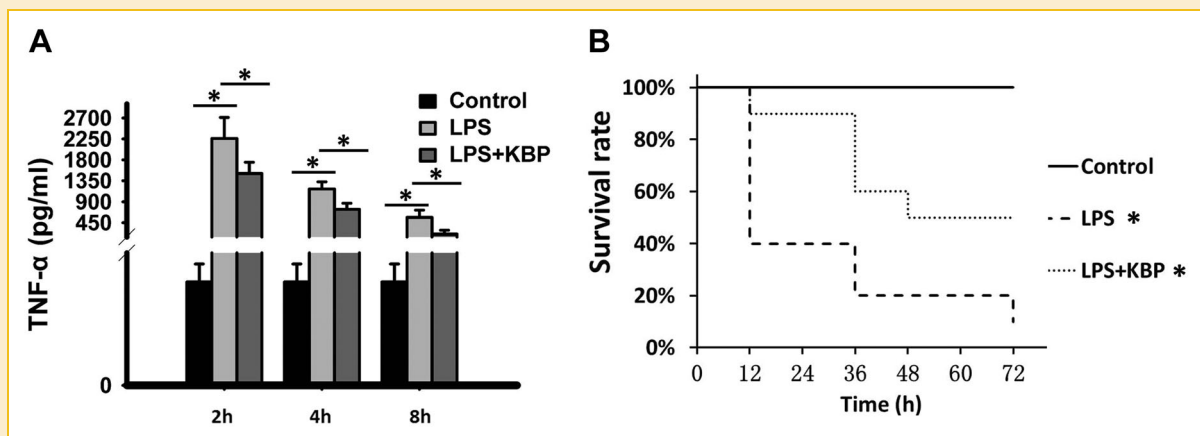 A
TNF-α (pg/ml)
2700
2250
1800
1350
900
450
0
* *
* *
* *
Control
LPS
LPS+KBP
2h 4h 8h
B
Survival rate
100%
80%
60%
40%
20%
0%
0 12 24 36 48 60 72
Time (h)
Control
LPS *
LPS+KBP *